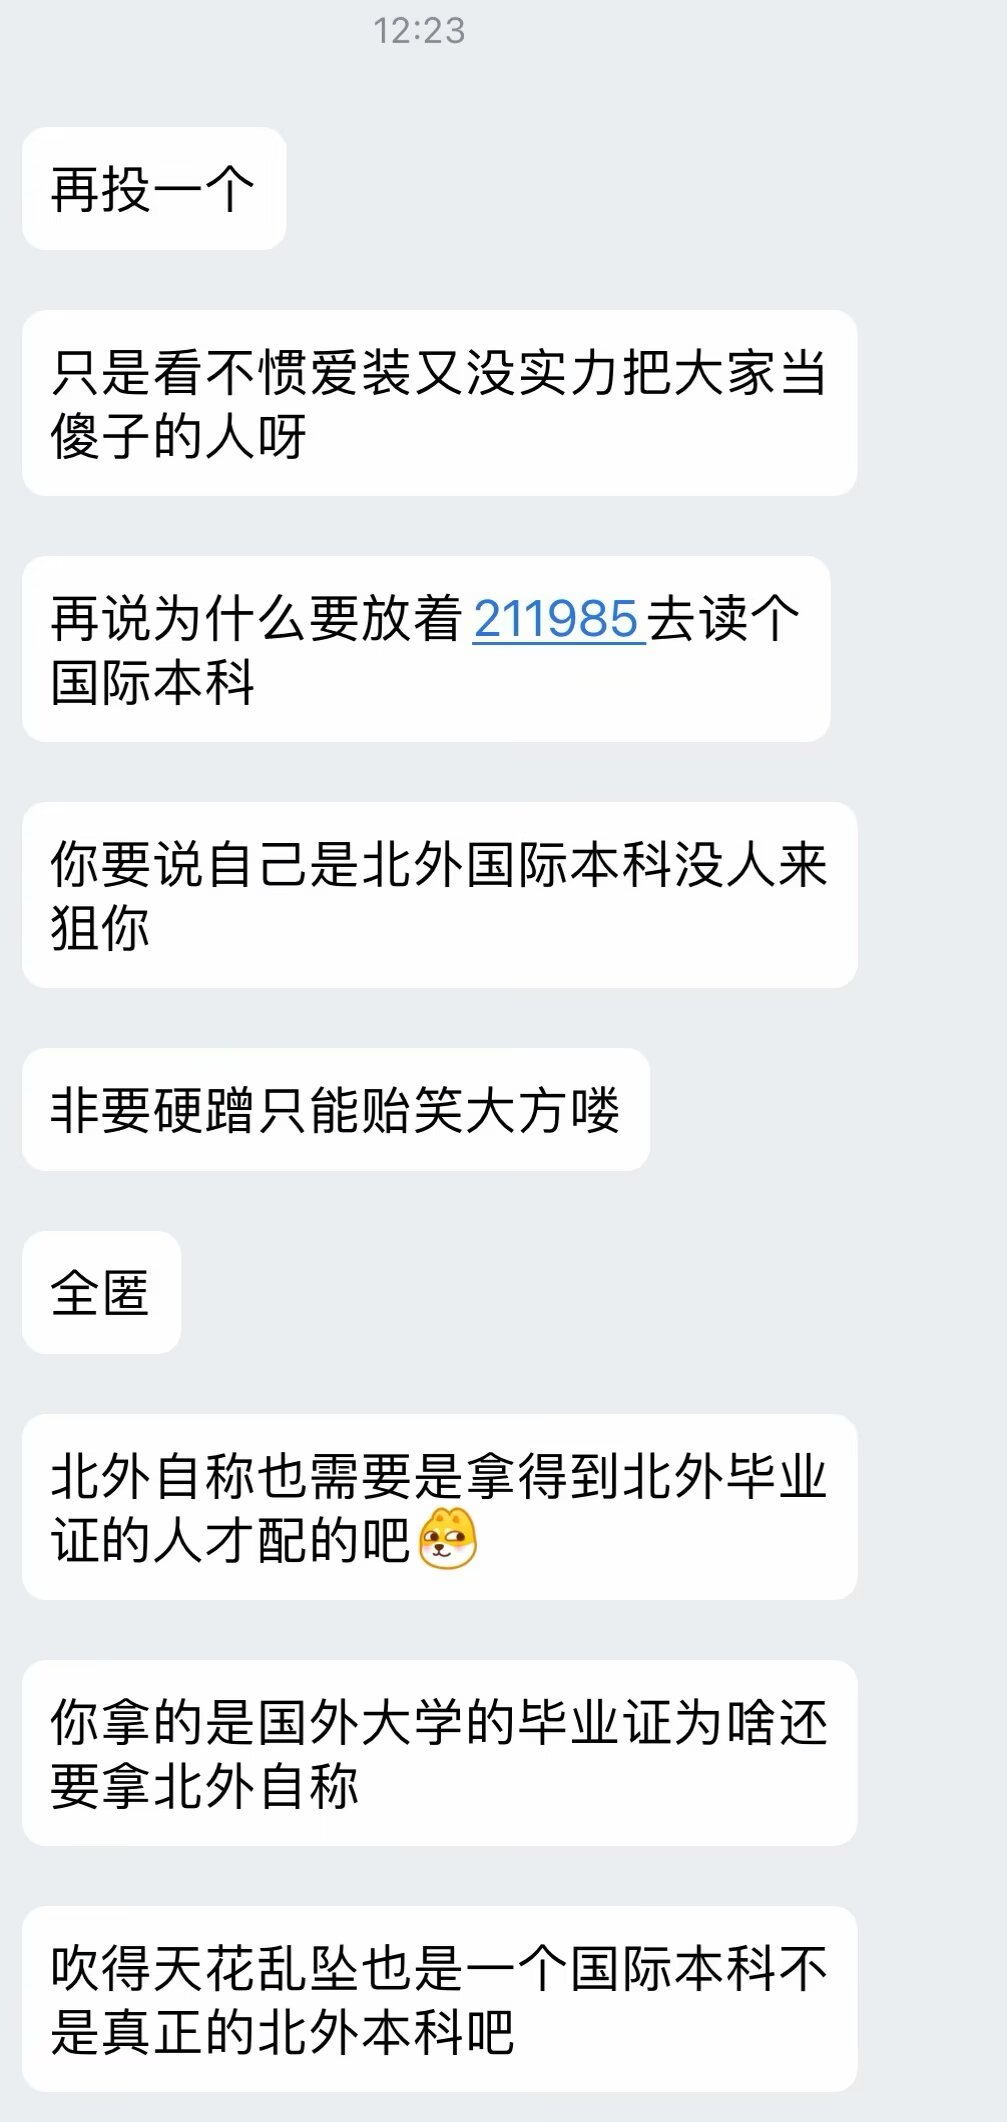 12:23
再投一个
只是看不惯爱装又没实力把大家当
傻子的人呀
再说为什么要放着211985去读个
国际本科
你要说自己是北外国际本科没人来
狙你
非要硬蹭只能贻笑大方喽
全匿
北外自称也需要是拿得到北外毕业
证的人才配的吧
你拿的是国外大学的毕业证为啥还
要拿北外自称
吹得天花乱坠也是一个国际本科不
是真正的北外本科吧